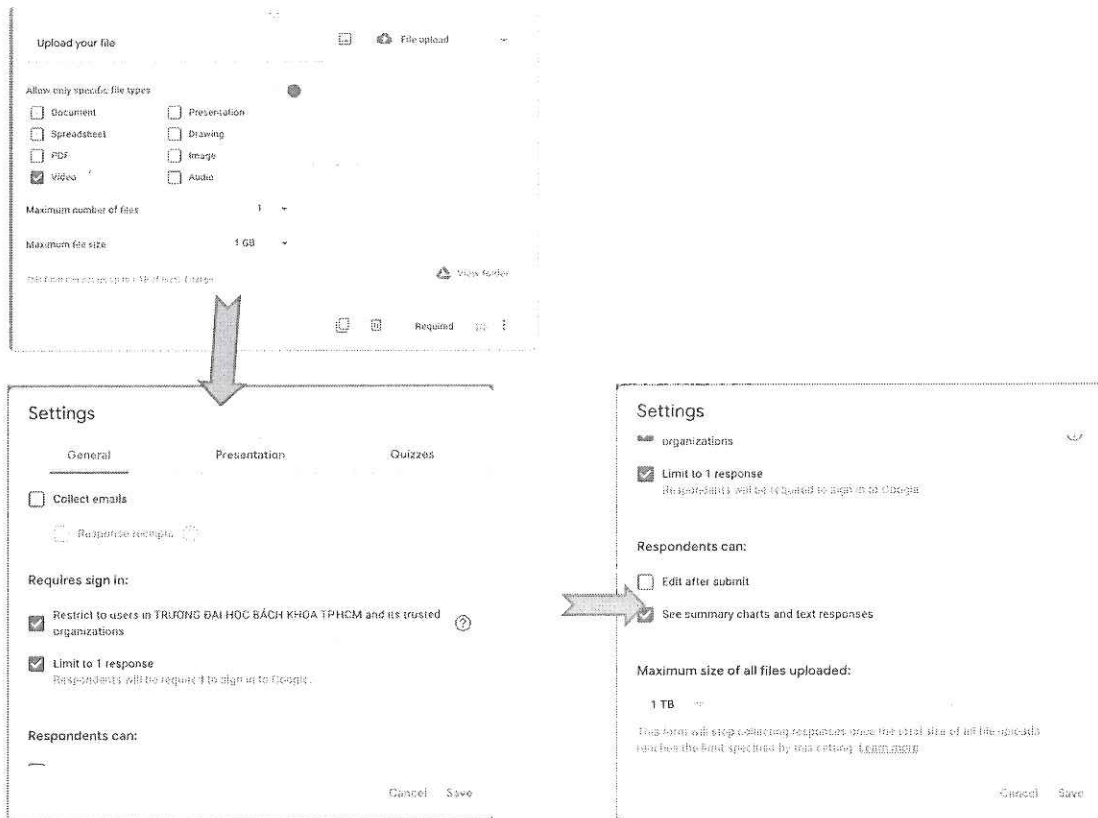 Upload your file
File upload
Allow only specific file types
Document
Presentation
Spreadsheet
Drawing
PDF
Image
Video
Audio
Maximum number of files
1
Maximum file size
1 GB
View folder
Required
Settings
General
Presentation
Quizzes
Collect emails
Response receipts
Requires sign in:
Restrict to users in TRƯỜNG ĐẠI HỌC BÁCH KHOA TPHCM and its trusted
organizations
Limit to 1 response
Respondents will be required to sign in to Google.
Respondents can:
Cancel Save
Settings
organizations
Limit to 1 response
Respondents will be required to sign in to Google.
Respondents can:
Edit after submit
See summary charts and text responses
Maximum size of all files uploaded:
1 TB
This form will stop collecting responses once the total size of all file uploads
reaches the limit specified by this setting. Learn more
Cancel Save